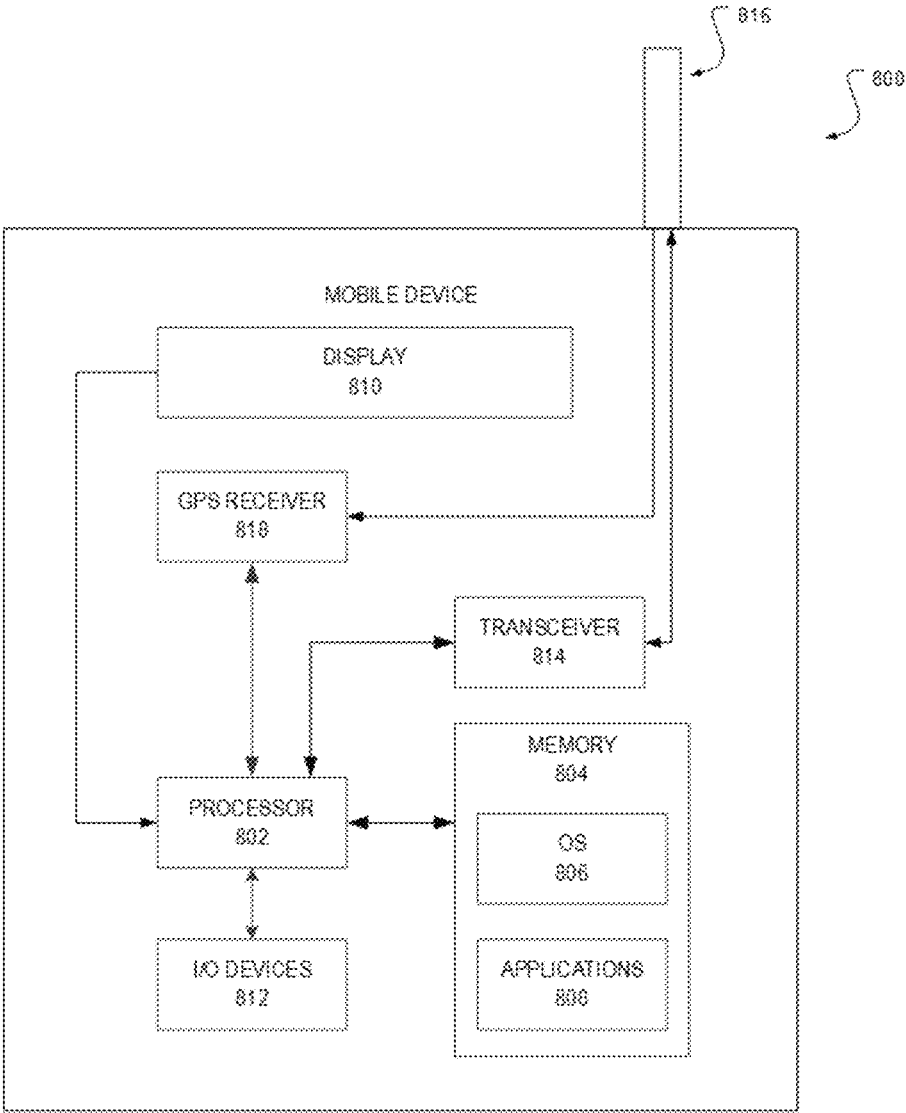 816
800
MOBILE DEVICE
DISPLAY
810
GPS RECEIVER
818
TRANSCEIVER
814
MEMORY
804
PROCESSOR
802
OS
806
I/O DEVICES
812
APPLICATIONS
808